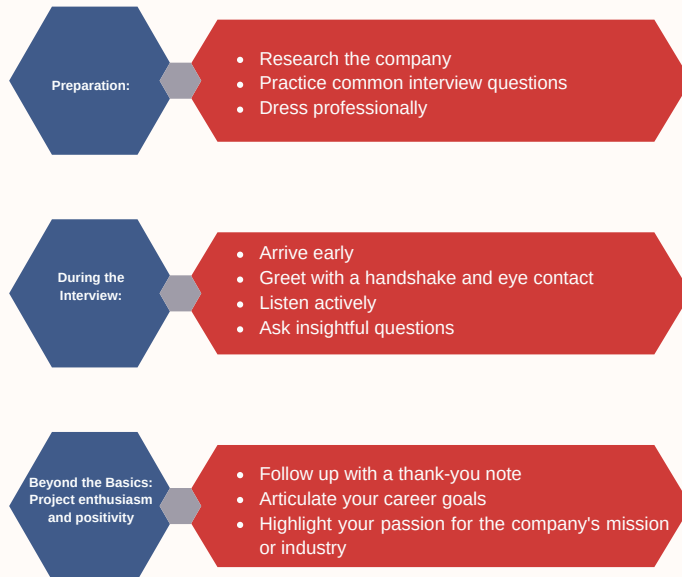 Preparation:
• Research the company
• Practice common interview questions
• Dress professionally
During the
Interview:
• Arrive early
• Greet with a handshake and eye contact
• Listen actively
• Ask insightful questions
Beyond the Basics:
Project enthusiasm
and positivity
• Follow up with a thank-you note
• Articulate your career goals
• Highlight your passion for the company's mission
or industry